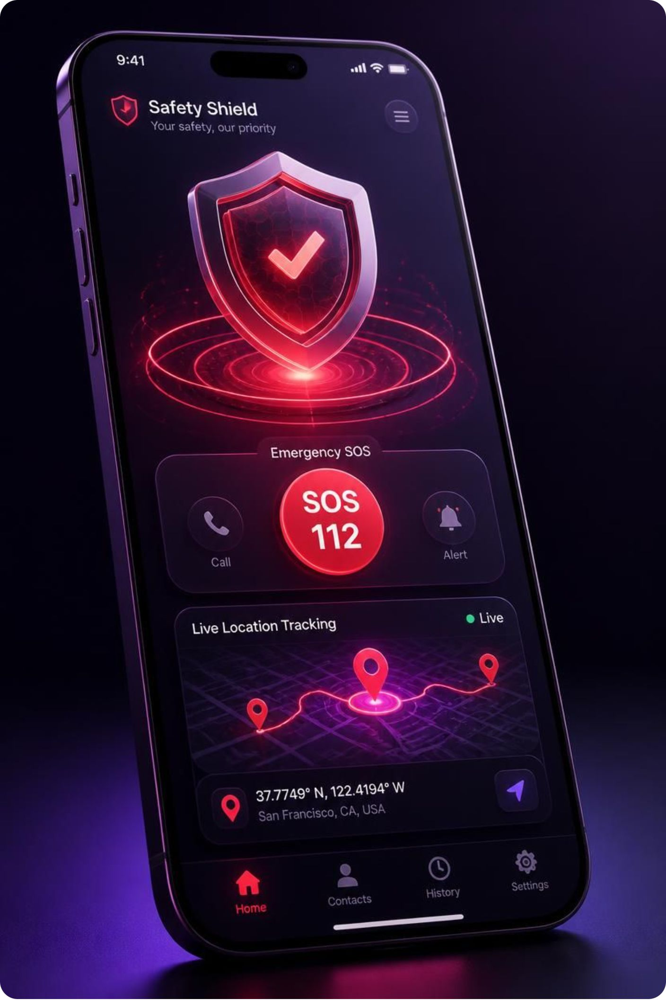 9:41
Safety Shield
Your safety, our priority
Emergency SOS
SOS
112
Call
Alert
Live Location Tracking
Live
37.7749° N, 122.4194° W
San Francisco, CA, USA
Home
Contacts
History
Settings